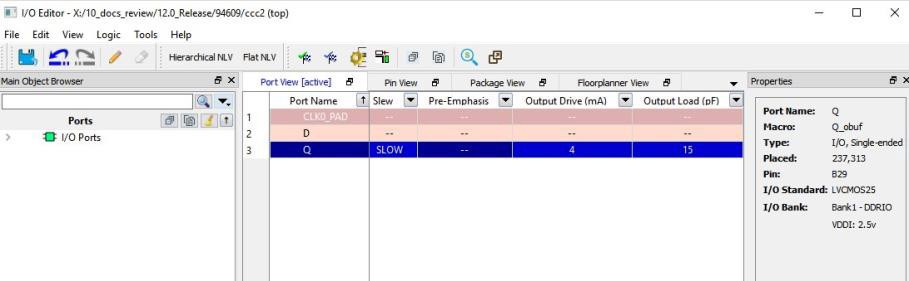 I/O Editor - X:/10_docs_review/12.0_Release/94609/ccc2 (top)
File Edit View Logic Tools Help
Hierarchical NLV Flat NLV
Main Object Browser
Ports
I/O Ports
Port View [active] Pin View Package View Floorplanner View
Port Name Slew Pre-Emphasis Output Drive (mA) Output Load (pF)
1 CLK0_PAD -- -- -- --
2 D -- -- -- --
3 Q SLOW -- 4 15
Properties
Port Name: Q
Macro: Q_obuf
Type: I/O, Single-ended
Placed: 237,313
Pin: B29
I/O Standard: LVCMOS25
I/O Bank: Bank1 - DDRIO
VDDI: 2.5v